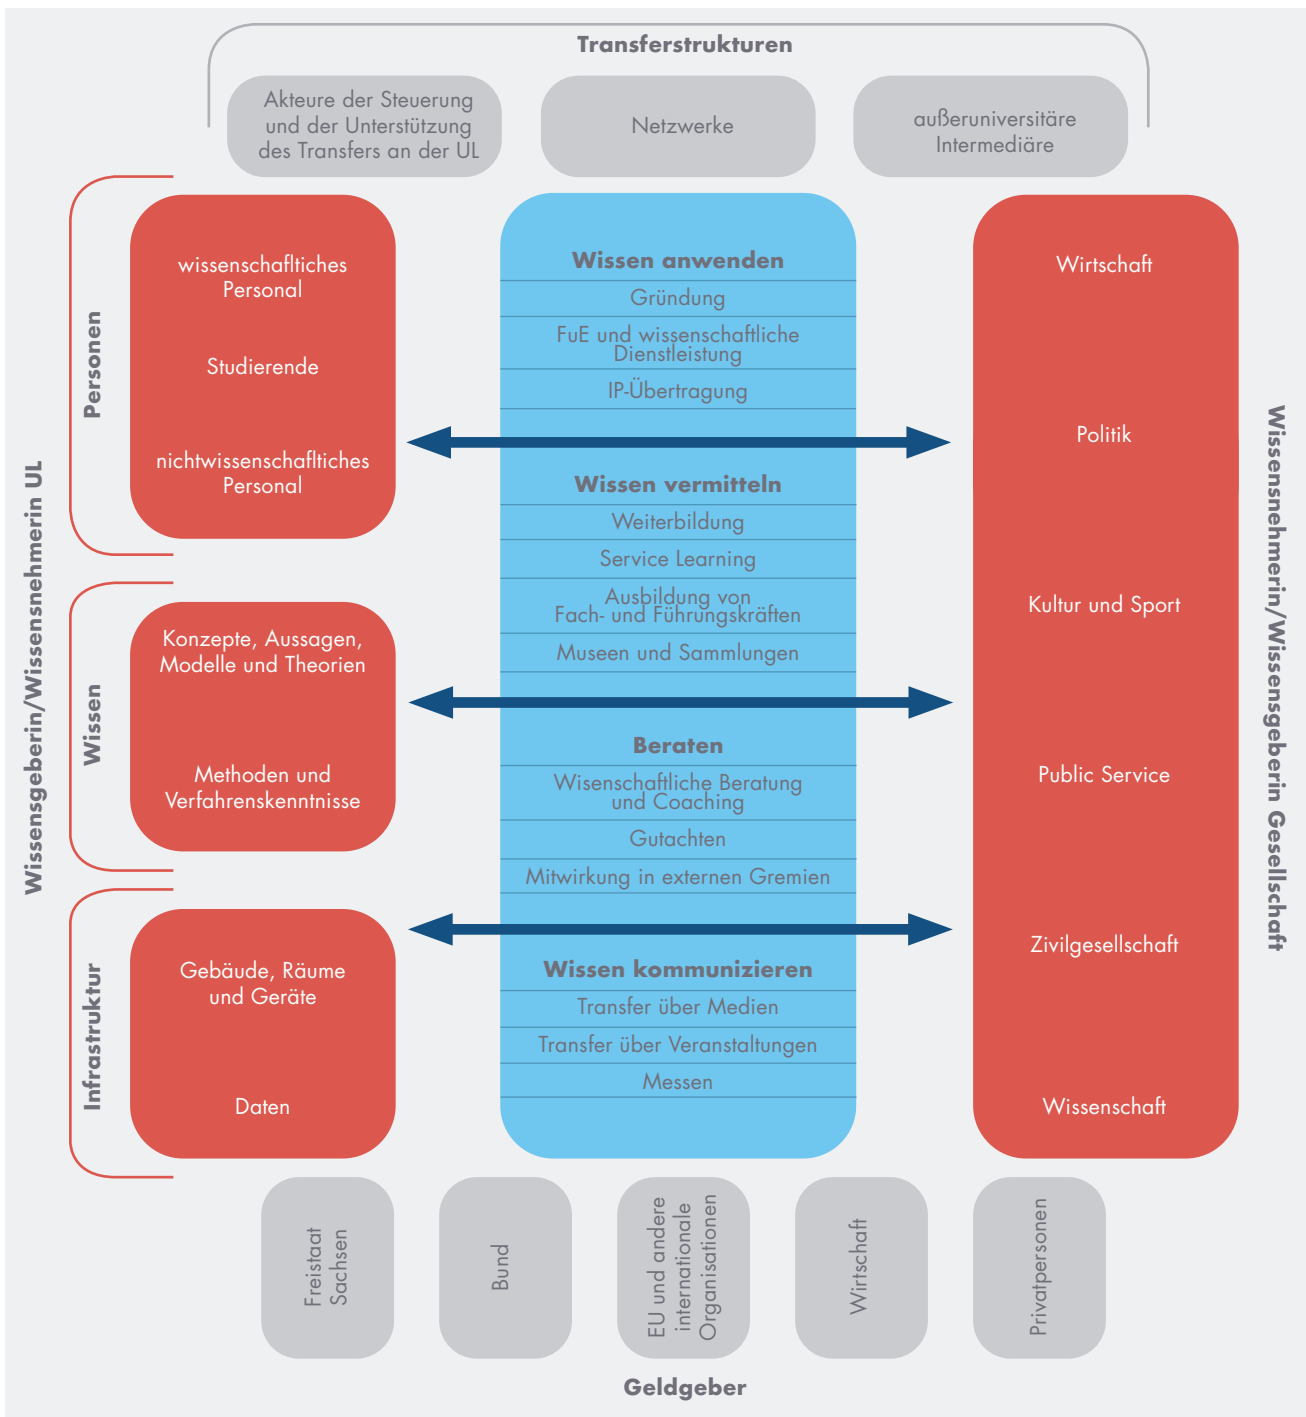 Transferstrukturen
Akteure der Steuerung
und der Unterstützung
des Transfers an der UL
Netzwerke
außeruniversitäre
Intermediäre
Wissensgeberin/Wissensnehmerin UL
Personen
wissenschafltiches
Personal
Studierende
nichtwissenschafltiches
Personal
Wissen
Konzepte, Aussagen,
Modelle und Theorien
Methoden und
Verfahrenskenntnisse
Infrastruktur
Gebäude, Räume
und Geräte
Daten
Wissen anwenden
Gründung
FuE und wissenschaftliche
Dienstleistung
IP-Übertragung
Wissen vermitteln
Weiterbildung
Service Learning
Ausbildung von
Fach- und Führungskräften
Museen und Sammlungen
Beraten
Wisenschaftliche Beratung
und Coaching
Gutachten
Mitwirkung in externen Gremien
Wissen kommunizieren
Transfer über Medien
Transfer über Veranstaltungen
Messen
Wirtschaft
Politik
Kultur und Sport
Public Service
Zivilgesellschaft
Wissenschaft
Wissensnehmerin/Wissensgeberin Gesellschaft
Freistaat
Sachsen
Bund
EU und andere
internationale
Organisationen
Wirtschaft
Privatpersonen
Geldgeber